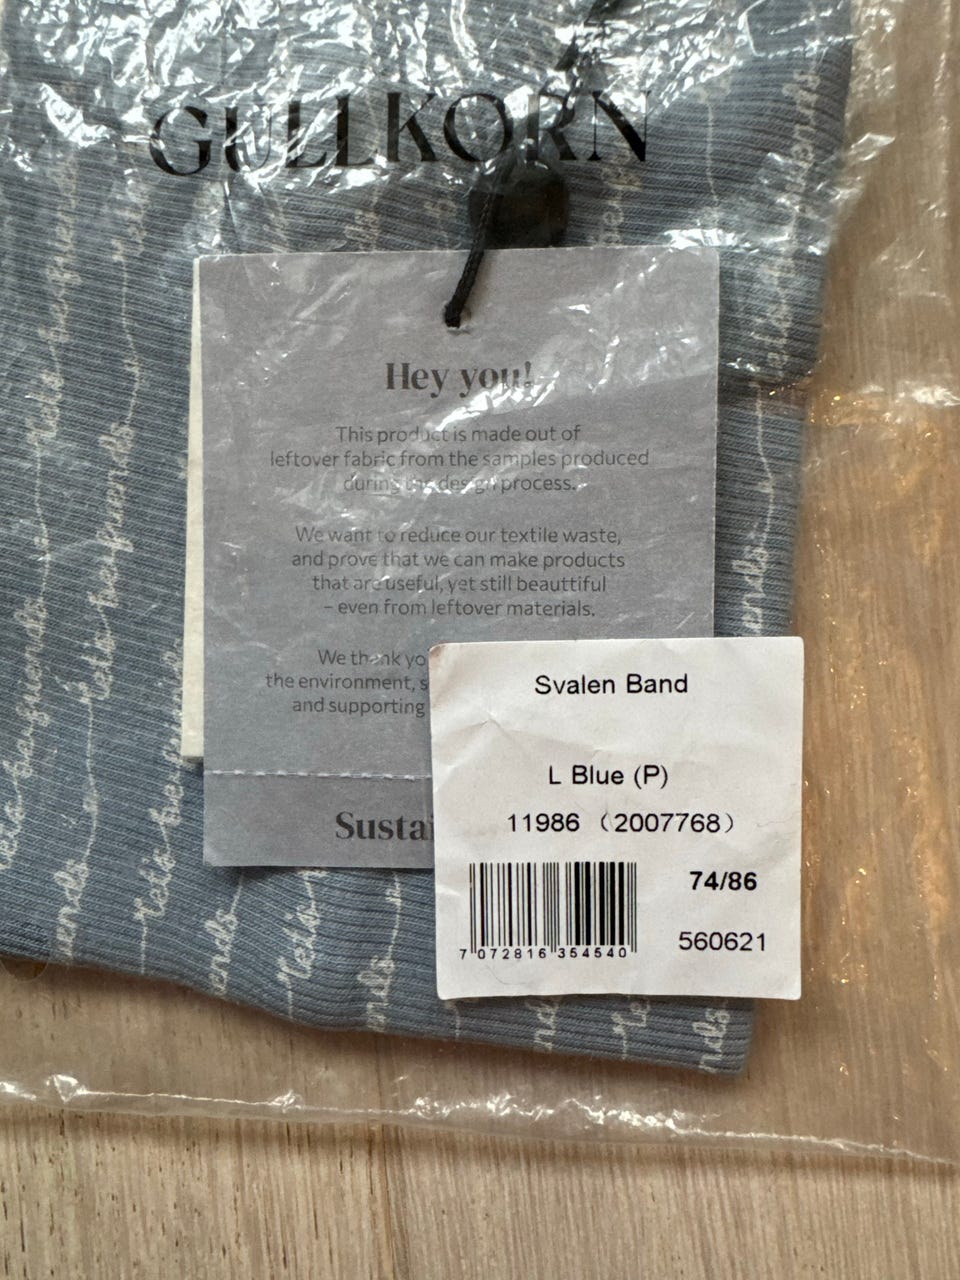 GULLKORN
Hey you!
This product is made out of
leftover fabric from the samples produced
during the design process.
We want to reduce our textile waste,
and prove that we can make products
that are useful, yet still beauttiful
– even from leftover materials.
We thank yo
the environment, s
and supporting
Sustai
Svalen Band
L Blue (P)
11986 (2007768)
74/86
560621
7 072816 354540
let's be friends